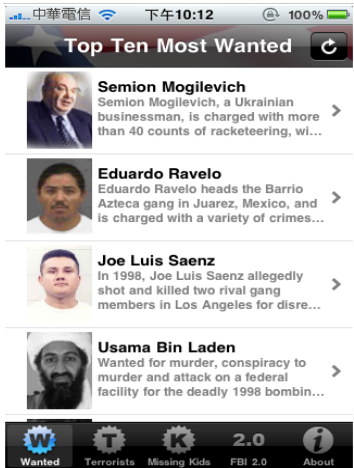 中華電信 下午10:12 100%
Top Ten Most Wanted
Semion Mogilevich
Semion Mogilevich, a Ukrainian
businessman, is charged with more
than 40 counts of racketeering, wi...
Eduardo Ravelo
Eduardo Ravelo heads the Barrio
Azteca gang in Juarez, Mexico, and
is charged with a variety of crimes...
Joe Luis Saenz
In 1998, Joe Luis Saenz allegedly
shot and killed two rival gang
members in Los Angeles for disre...
Usama Bin Laden
Wanted for murder, conspiracy to
murder and attack on a federal
facility for the deadly 1998 bombin...
W T K 2.0 i
Wanted Terrorists Missing Kids FBI 2.0 About